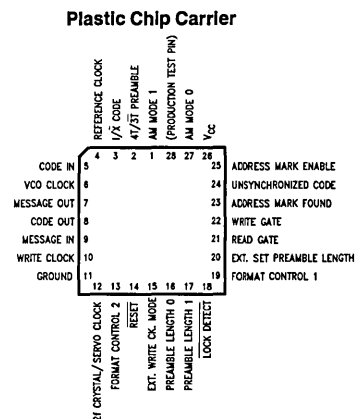 Plastic Chip Carrier
REFERENCE CLOCK
I/X̄ CODE
4T/3T̄ PREAMBLE
AM MODE 1
(PRODUCTION TEST PIN)
AM MODE 0
VCC
4 3 2 1 28 27 26
CODE IN 5
VCO CLOCK 6
MESSAGE OUT 7
CODE OUT 8
MESSAGE IN 9
WRITE CLOCK 10
GROUND 11
25 ADDRESS MARK ENABLE
24 UNSYNCHRONIZED CODE
23 ADDRESS MARK FOUND
22 WRITE GATE
21 READ GATE
20 EXT. SET PREAMBLE LENGTH
19 FORMAT CONTROL 1
12 13 14 15 16 17 18
CRYSTAL/SERVO CLOCK
FORMAT CONTROL 2
RESET
EXT. WRITE CK. MODE
PREAMBLE LENGTH 0
PREAMBLE LENGTH 1
LOCK DETECT